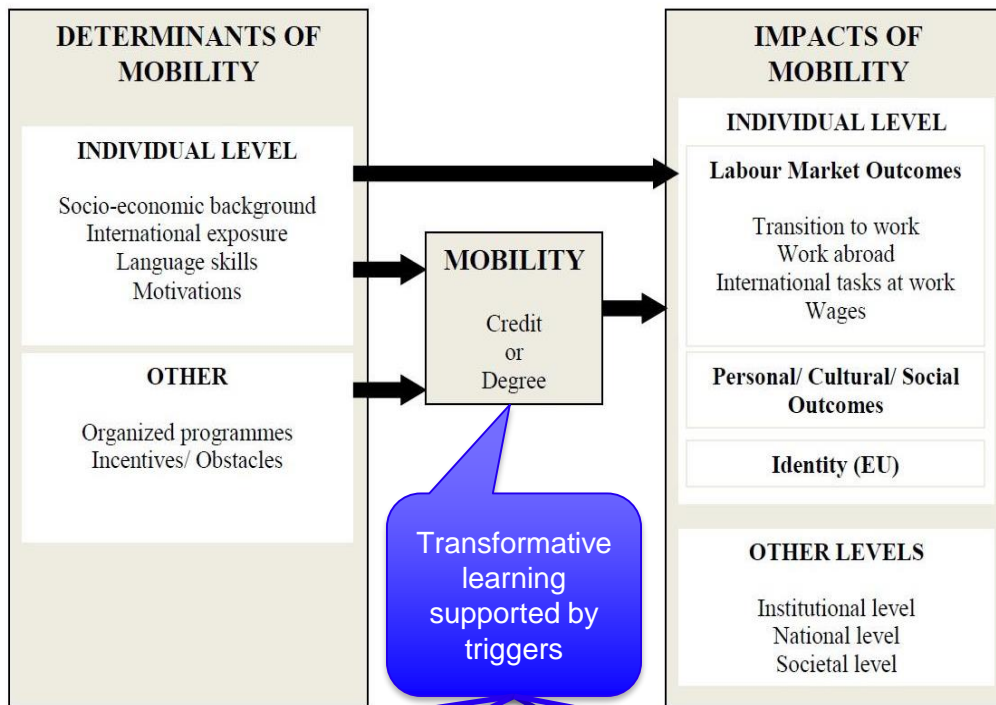 DETERMINANTS OF
MOBILITY
INDIVIDUAL LEVEL
Socio-economic background
International exposure
Language skills
Motivations
OTHER
Organized programmes
Incentives/ Obstacles
MOBILITY
Credit
or
Degree
Transformative
learning
supported by
triggers
IMPACTS OF
MOBILITY
INDIVIDUAL LEVEL
Labour Market Outcomes
Transition to work
Work abroad
International tasks at work
Wages
Personal/ Cultural/ Social
Outcomes
Identity (EU)
OTHER LEVELS
Institutional level
National level
Societal level